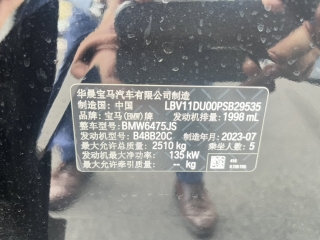 华晨宝马汽车有限公司制造
制造国：中国 LBV11DU00PSB29535
品牌：宝马(BMW)牌 发动机排量：1998 mL
整车型号：BMW6475JS
发动机型号：B48B20C 制造年月：2023-07
最大允许总质量：2510 kg 乘坐人数：5
发动机最大净功率：135 kW
最大允许牵引质量：-- kg